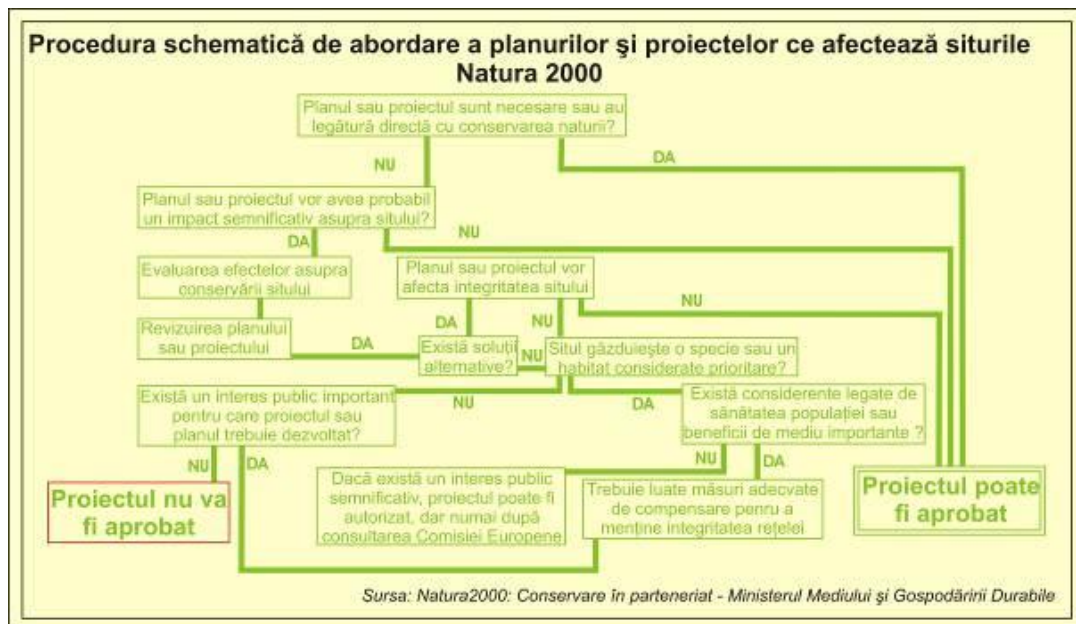 Procedura schematică de abordare a planurilor şi proiectelor ce afectează siturile
Natura 2000
Planul sau proiectul sunt necesare sau au
legătură directă cu conservarea naturii?
NU
DA
Planul sau proiectul vor avea probabil
un impact semnificativ asupra sitului?
DA
NU
Evaluarea efectelor asupra
conservării sitului
Planul sau proiectul vor
afecta integritatea sitului
NU
DA
NU
Revizuirea planului
sau proiectului
DA
Există soluţii
alternative?
NU
Situl găzduieşte o specie sau un
habitat considerate prioritare?
Există un interes public important
pentru care proiectul sau
planul trebuie dezvoltat?
NU
DA
Există considerente legate de
sănătatea populaţiei sau
beneficii de mediu importante ?
NU
DA
NU
DA
Proiectul nu va
fi aprobat
Dacă există un interes public
semnificativ, proiectul poate fi
autorizat, dar numai după
consultarea Comisiei Europene
Trebuie luate măsuri adecvate
de compensare penru a
menţine integritatea reţelei
Proiectul poate
fi aprobat
Sursa: Natura2000: Conservare în parteneriat - Ministerul Mediului şi Gospodăririi Durabile